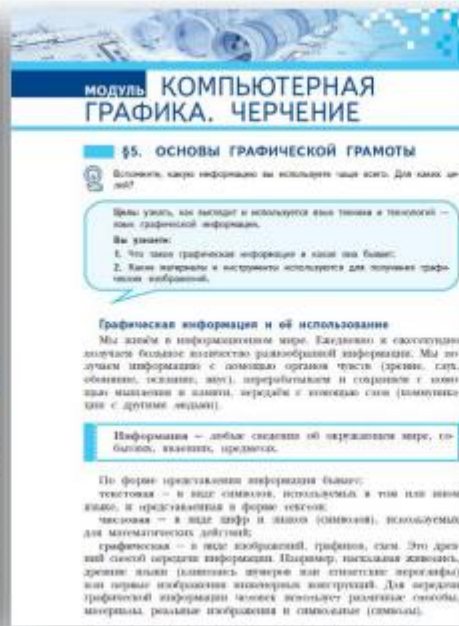 МОДУЛЬ КОМПЬЮТЕРНАЯ
ГРАФИКА. ЧЕРЧЕНИЕ
§5. ОСНОВЫ ГРАФИЧЕСКОЙ ГРАМОТЫ
Вспомните, какую информацию вы используете чаще всего. Для каких це-
лей?
Цель: узнать, как выглядит и используется язык техники и технологий —
язык графической информации.
Вы узнаете:
1. Что такое графическая информация и какая она бывает;
2. Какие материалы и инструменты используются для получения графи-
ческих изображений.
Графическая информация и её использование
Мы живём в информационном мире. Ежедневно и ежесекундно
получаем большое количество разнообразной информации. Мы по-
лучаем информацию с помощью органов чувств (зрение, слух,
обоняние, осязание, вкус), перерабатываем и сохраняем с помо-
щью мышления и памяти, передаём с помощью слов (коммуника-
ция с другими людьми).
Информация — любые сведения об окружающем мире, со-
бытиях, явлениях, предметах.
По форме представления информация бывает:
текстовая — в виде символов, используемых в том или ином
языке, и представленная в форме текстов;
числовая — в виде цифр и знаков (символов), используемых
для математических действий;
графическая — в виде изображений, графиков, схем. Это древ-
ний способ передачи информации. Например, наскальная живопись,
древние языки (клинопись шумеров или египетские иероглифы)
или первые изображения инженерных конструкций. Для передачи
графической информации человек использует различные способы,
материалы, реальные изображения и символьные (символы).